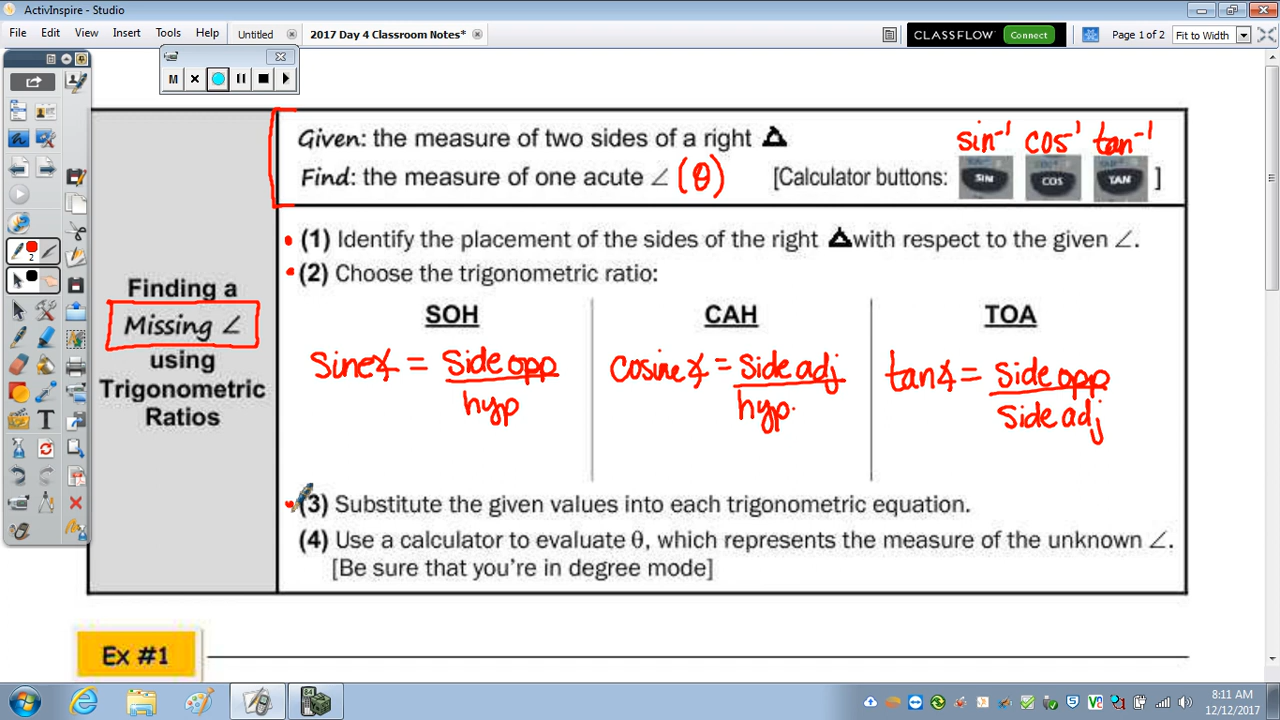 ActivInspire - Studio
File Edit View Insert Tools Help Untitled 2017 Day 4 Classroom Notes* CLASSFLOW Connect Page 1 of 2 Fit to Width
M
2
Given: the measure of two sides of a right
sin⁻¹ cos⁻¹ tan⁻¹
Find: the measure of one acute ∠ (θ) [Calculator buttons: SIN COS TAN ]
(1) Identify the placement of the sides of the right with respect to the given ∠.
(2) Choose the trigonometric ratio:
Finding a
Missing ∠
using
Trigonometric
Ratios
SOH CAH TOA
sine∡ = Side opp cosine∡ = Side adj tan∡ = Side opp
hyp hyp. Side adj
(3) Substitute the given values into each trigonometric equation.
(4) Use a calculator to evaluate θ, which represents the measure of the unknown ∠.
[Be sure that you're in degree mode]
Ex #1
8:11 AM
12/12/2017